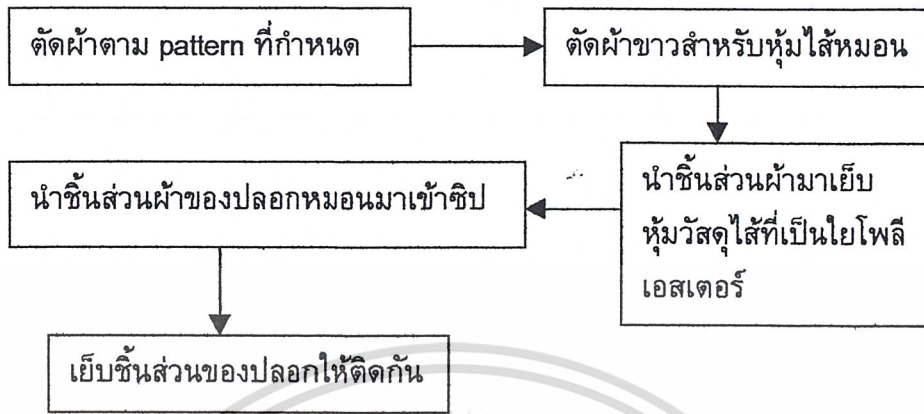 ตัดผ้าตาม pattern ที่กำหนด
ตัดผ้าขาวสำหรับหุ้มไส้หมอน
นำชิ้นส่วนผ้ามาเย็บ
หุ้มวัสดุไส้ที่เป็นใยโพลี
เอสเตอร์
นำชิ้นส่วนผ้าของปลอกหมอนมาเข้าซิป
เย็บชิ้นส่วนของปลอกให้ติดกัน